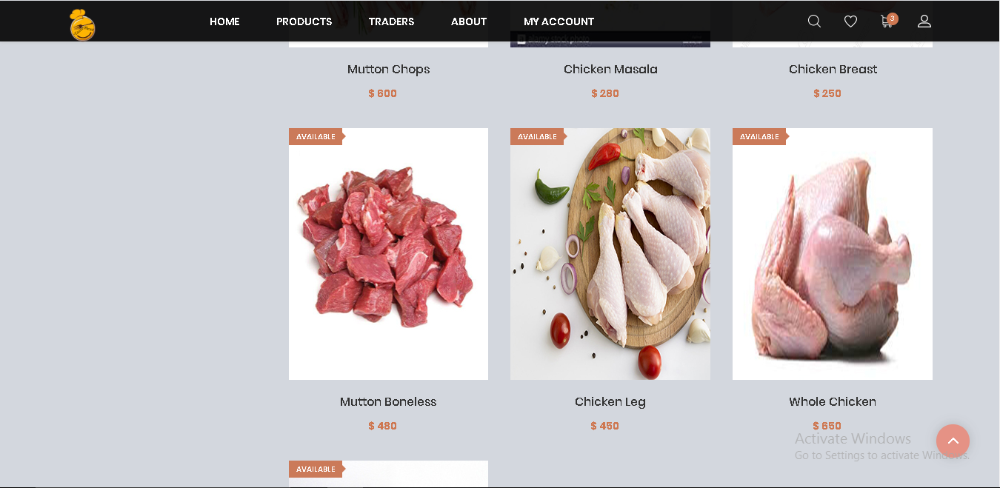 HOME PRODUCTS TRADERS ABOUT MY ACCOUNT 3
alamy stock photo
Mutton Chops Chicken Masala Chicken Breast
$ 600 $ 280 $ 250
AVAILABLE AVAILABLE AVAILABLE
Mutton Boneless Chicken Leg Whole Chicken
$ 480 $ 450 $ 650
Activate Windows
Go to Settings to activate Windows.
AVAILABLE